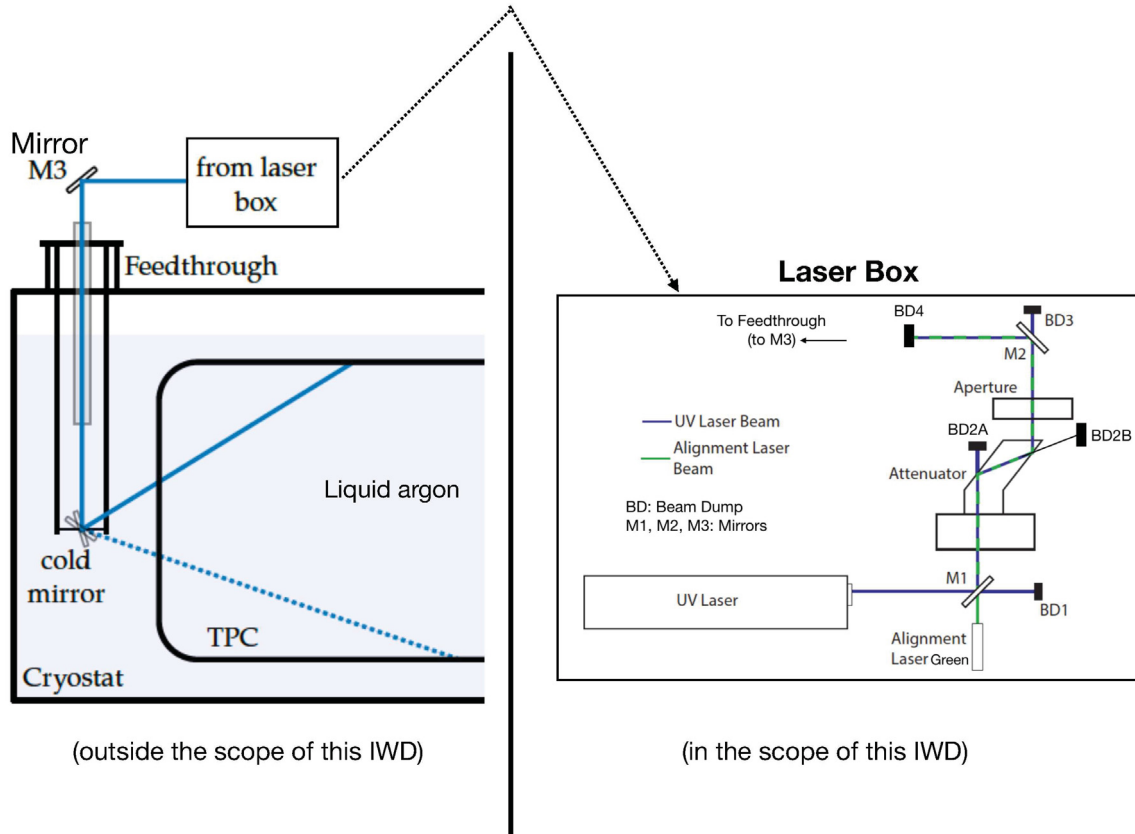 Mirror
M3
from laser
box
Feedthrough
Liquid argon
cold
mirror
TPC
Cryostat
(outside the scope of this IWD)
Laser Box
To Feedthrough
(to M3)
BD4
BD3
M2
Aperture
UV Laser Beam
Alignment Laser
Beam
BD2A
BD2B
Attenuator
BD: Beam Dump
M1, M2, M3: Mirrors
M1
UV Laser
BD1
Alignment
Laser Green
(in the scope of this IWD)